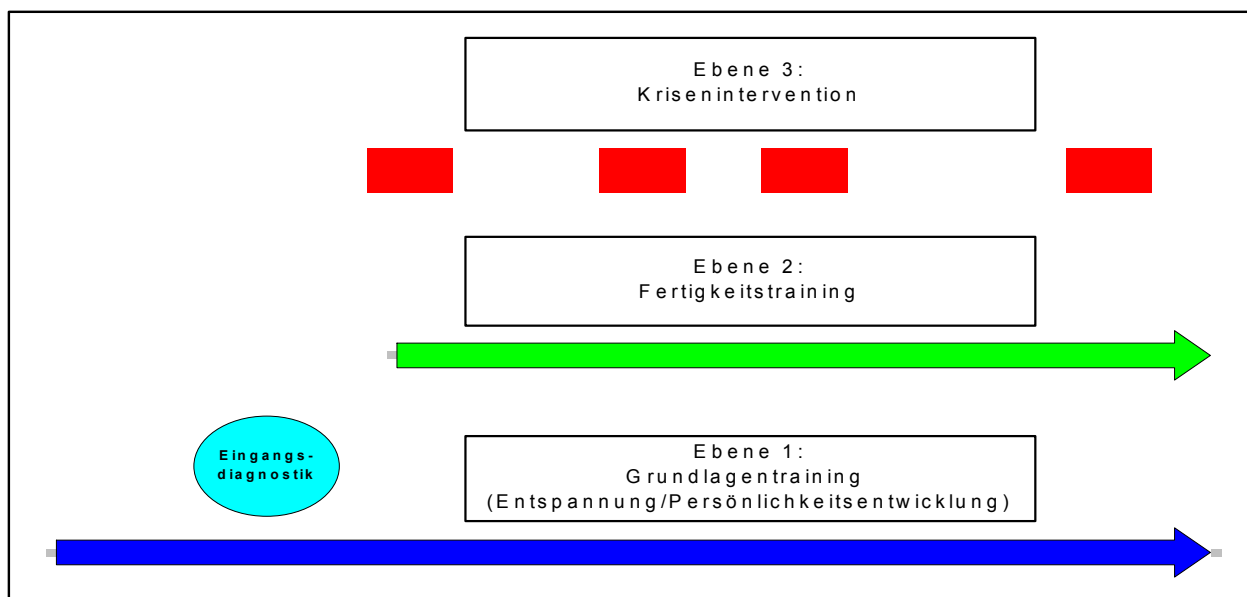 Ebene 3:
Krisenintervention
Ebene 2:
Fertigkeitstraining
Eingangs-
diagnostik
Ebene 1:
Grundlagentraining
(Entspannung/Persönlichkeitsentwicklung)